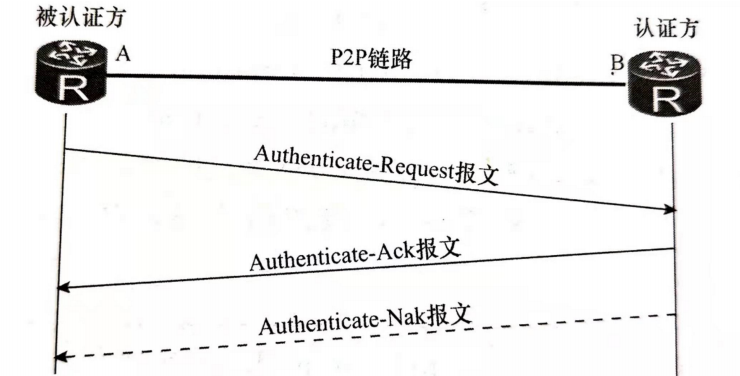 被认证方
认证方
A
P2P链路
B
R
R
Authenticate-Request报文
Authenticate-Ack报文
Authenticate-Nak报文